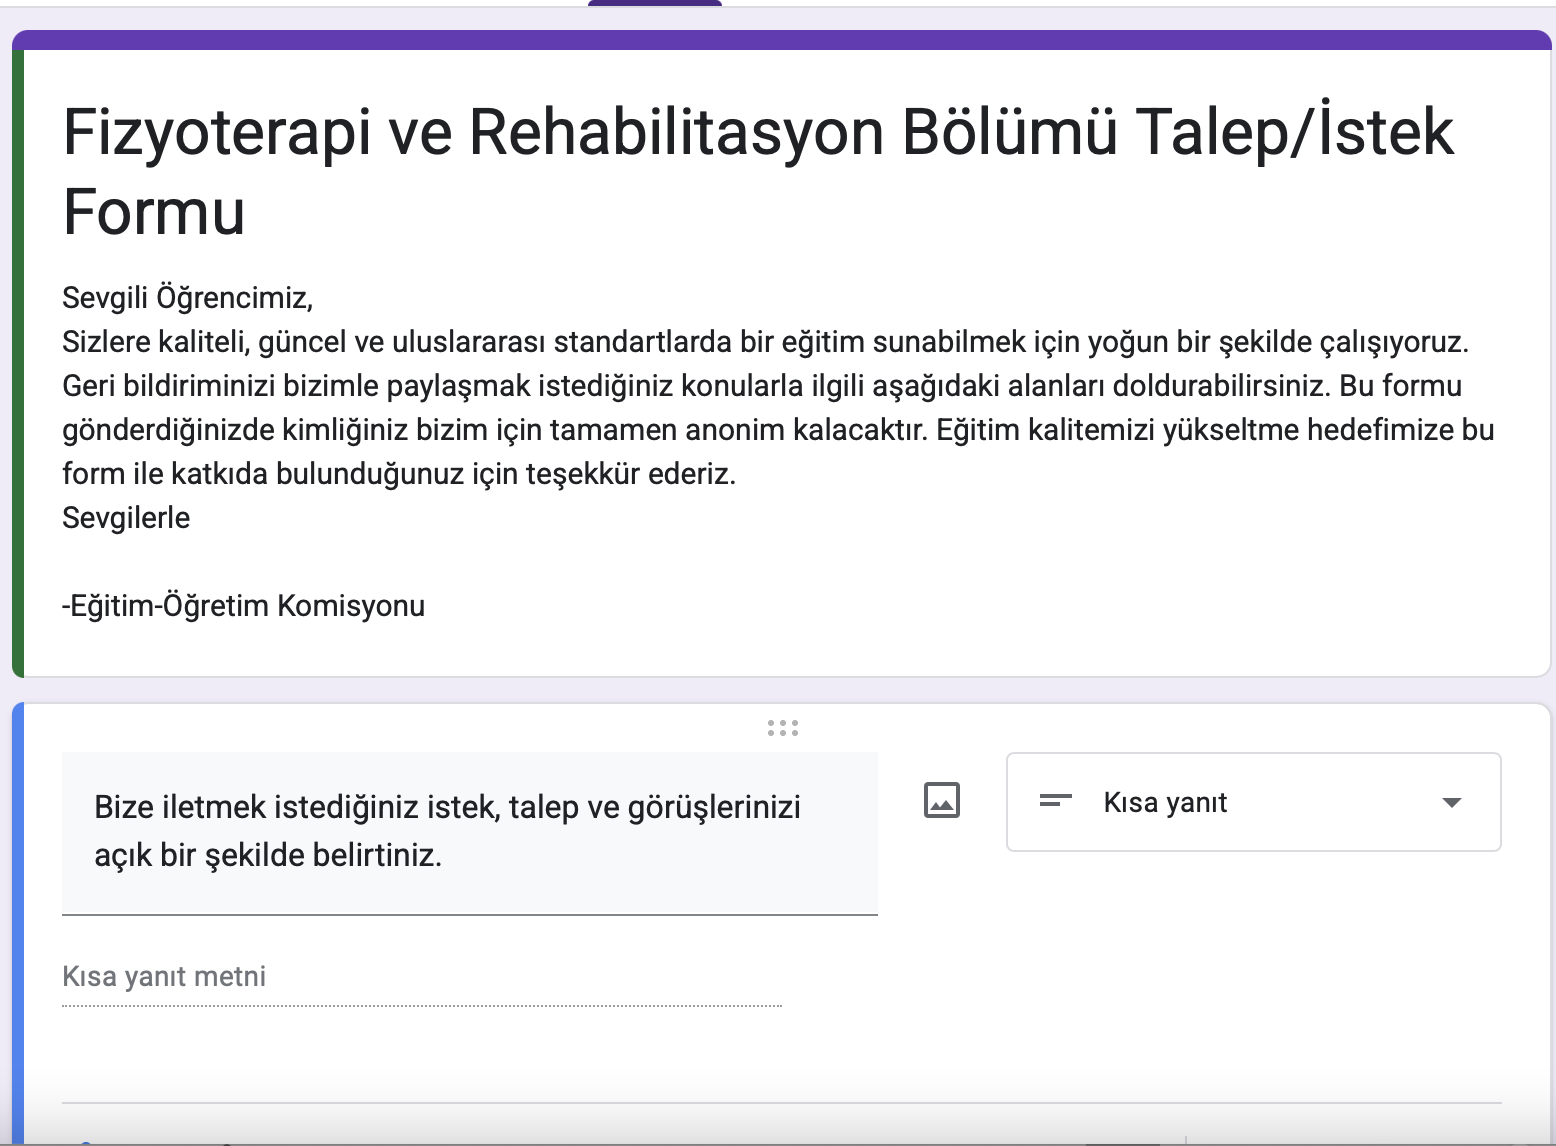 Fizyoterapi ve Rehabilitasyon Bölümü Talep/İstek
Formu
Sevgili Öğrencimiz,
Sizlere kaliteli, güncel ve uluslararası standartlarda bir eğitim sunabilmek için yoğun bir şekilde çalışıyoruz.
Geri bildiriminizi bizimle paylaşmak istediğiniz konularla ilgili aşağıdaki alanları doldurabilirsiniz. Bu formu
gönderdiğinizde kimliğiniz bizim için tamamen anonim kalacaktır. Eğitim kalitemizi yükseltme hedefimize bu
form ile katkıda bulunduğunuz için teşekkür ederiz.
Sevgilerle
-Eğitim-Öğretim Komisyonu
Bize iletmek istediğiniz istek, talep ve görüşlerinizi
açık bir şekilde belirtiniz.
Kısa yanıt
Kısa yanıt metni